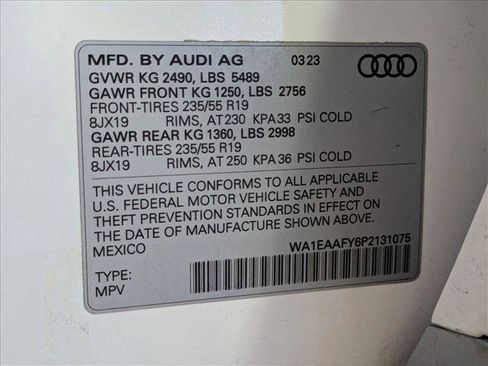 MFD. BY AUDI AG 03 23
GVWR KG 2490, LBS 5489
GAWR FRONT KG 1250, LBS 2756
FRONT-TIRES 235/55 R19
8JX19 RIMS, AT 230 KPA 33 PSI COLD
GAWR REAR KG 1360, LBS 2998
REAR-TIRES 235/55 R19
8JX19 RIMS, AT 250 KPA 36 PSI COLD
THIS VEHICLE CONFORMS TO ALL APPLICABLE
U.S. FEDERAL MOTOR VEHICLE SAFETY AND
THEFT PREVENTION STANDARDS IN EFFECT ON
THE DATE OF MANUFACTURE SHOWN ABOVE.
MEXICO WA1EAAFY6P2131075
TYPE:
MPV